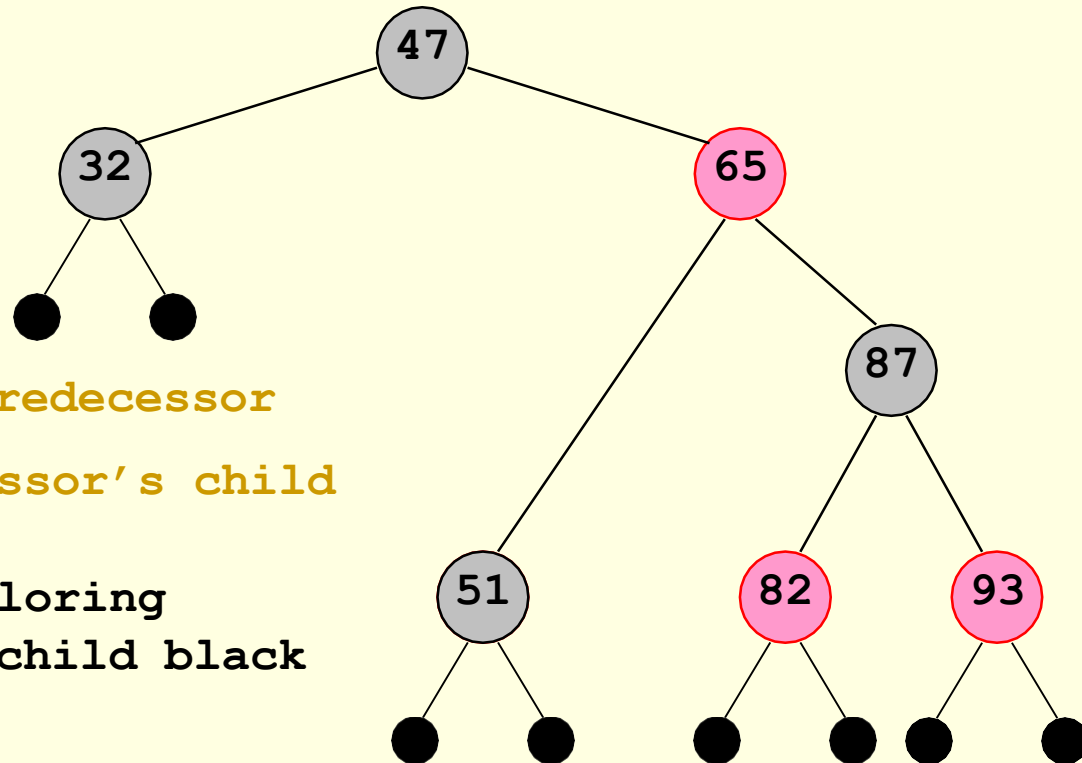 47
32
65
87
redecessor
ssor’s child
loring
child black
51
82
93